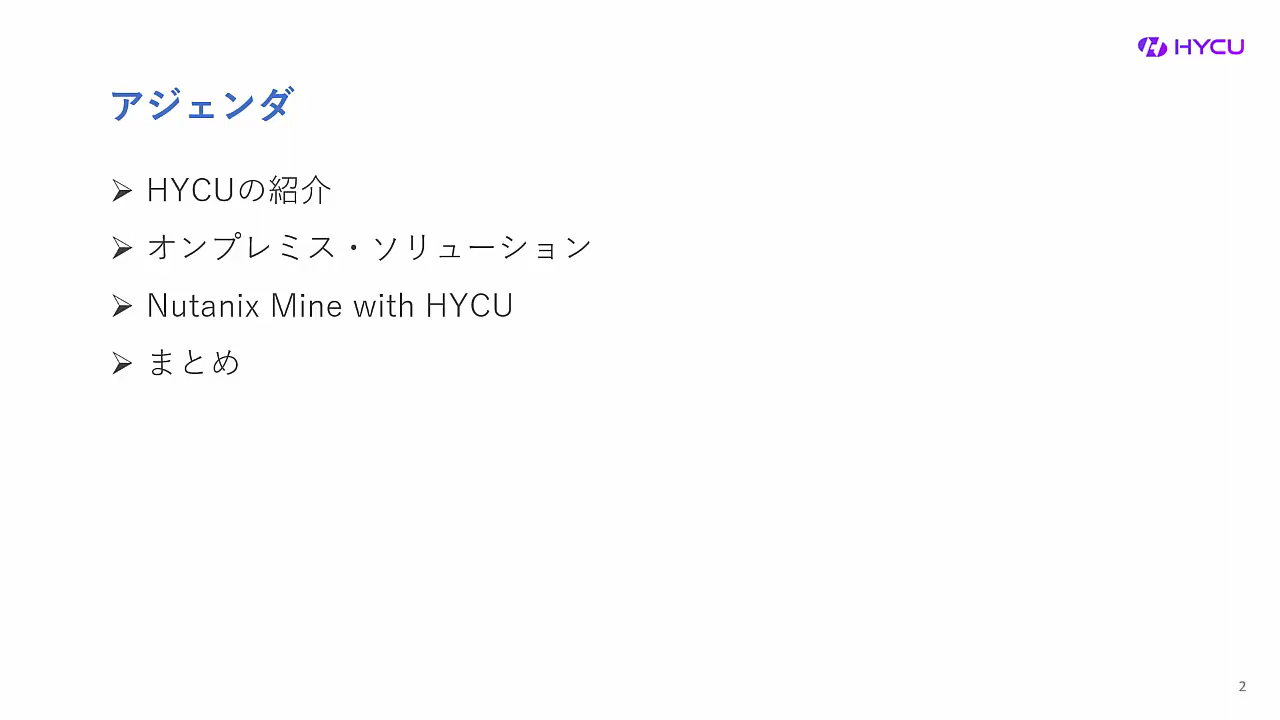 HYCU
アジェンダ
➢ HYCUの紹介
➢ オンプレミス・ソリューション
➢ Nutanix Mine with HYCU
➢ まとめ
2